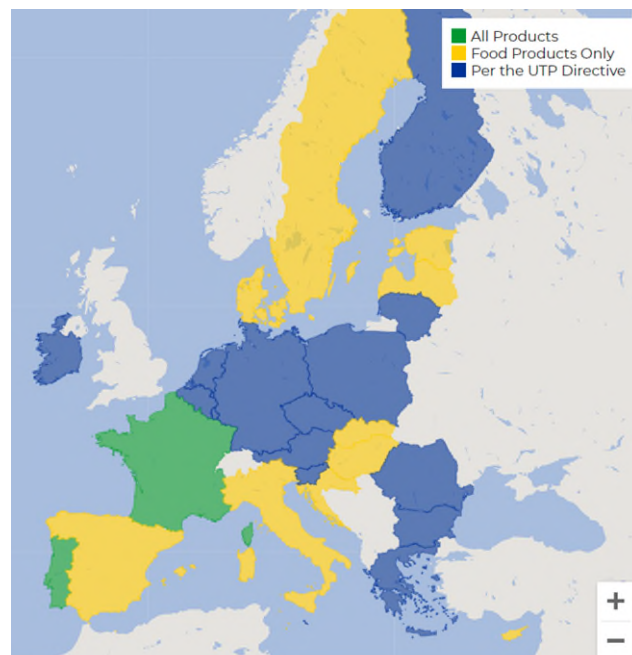 All Products
Food Products Only
Per the UTP Directive
+
−